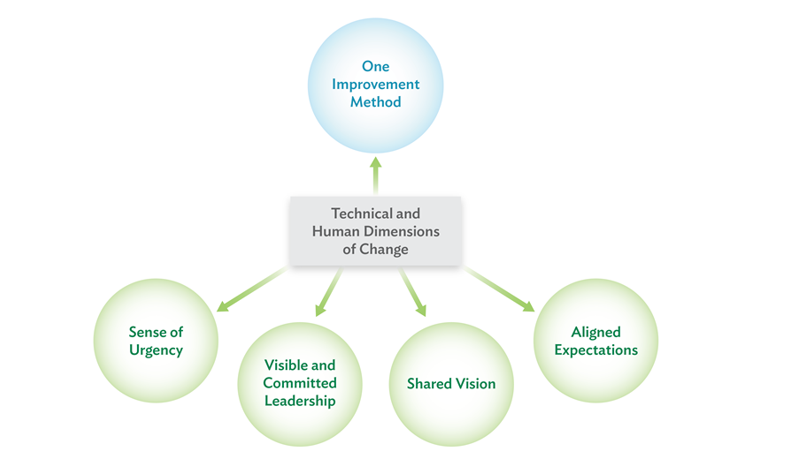 One
Improvement
Method
Technical and
Human Dimensions
of Change
Sense of
Urgency
Visible and
Committed
Leadership
Shared Vision
Aligned
Expectations